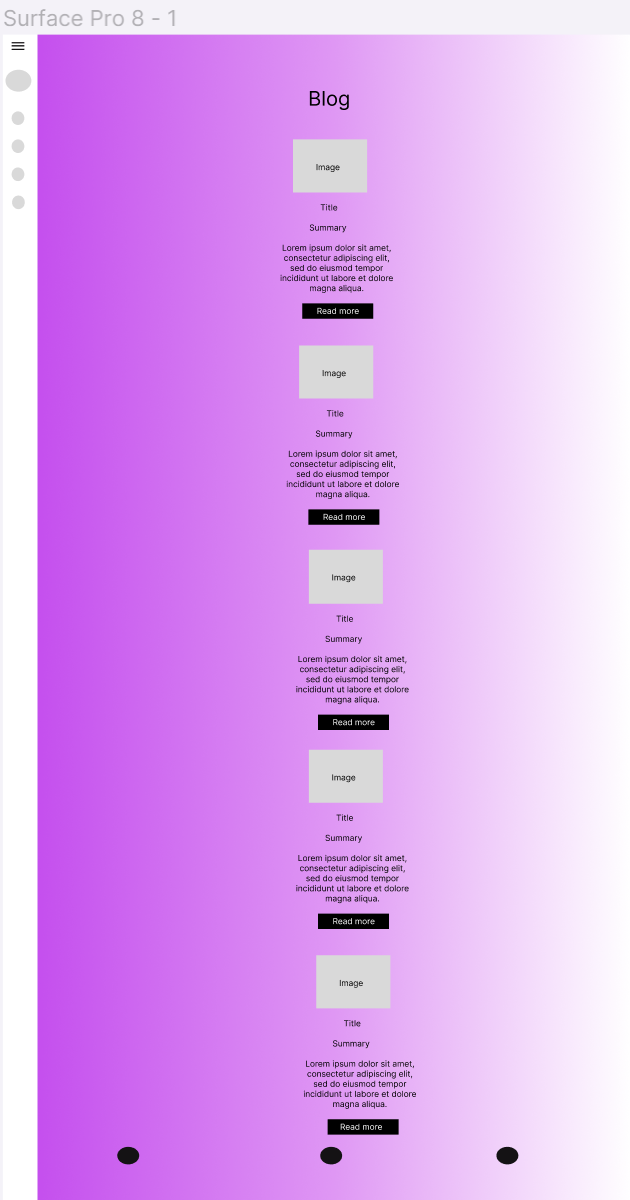 Surface Pro 8 - 1
Blog
Image
Title
Summary
Lorem ipsum dolor sit amet,
consectetur adipiscing elit,
sed do eiusmod tempor
incididunt ut labore et dolore
magna aliqua.
Read more
Image
Title
Summary
Lorem ipsum dolor sit amet,
consectetur adipiscing elit,
sed do eiusmod tempor
incididunt ut labore et dolore
magna aliqua.
Read more
Image
Title
Summary
Lorem ipsum dolor sit amet,
consectetur adipiscing elit,
sed do eiusmod tempor
incididunt ut labore et dolore
magna aliqua.
Read more
Image
Title
Summary
Lorem ipsum dolor sit amet,
consectetur adipiscing elit,
sed do eiusmod tempor
incididunt ut labore et dolore
magna aliqua.
Read more
Image
Title
Summary
Lorem ipsum dolor sit amet,
consectetur adipiscing elit,
sed do eiusmod tempor
incididunt ut labore et dolore
magna aliqua.
Read more